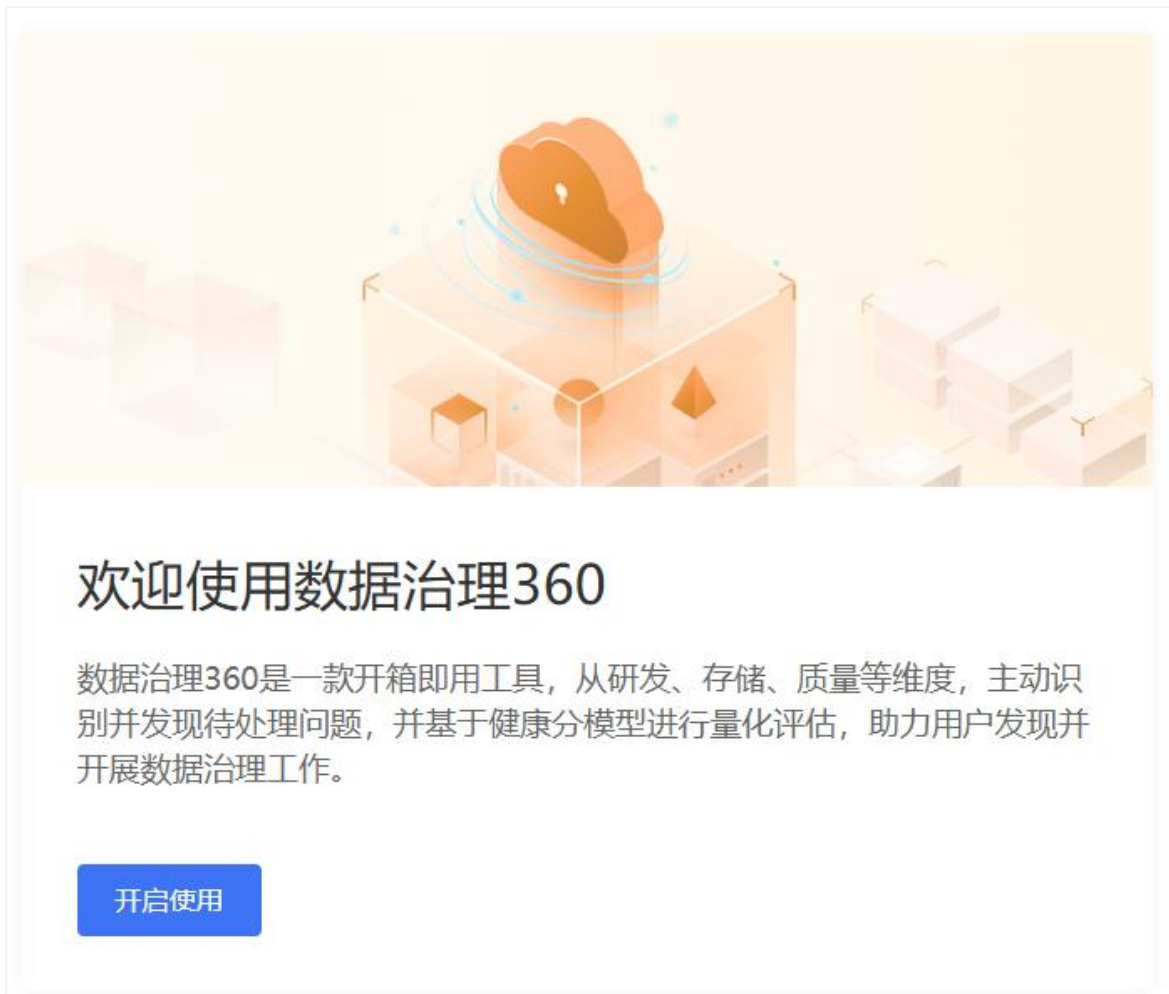 欢迎使用数据治理360
数据治理360是一款开箱即用工具，从研发、存储、质量等维度，主动识
别并发现待处理问题，并基于健康分模型进行量化评估，助力用户发现并
开展数据治理工作。
开启使用